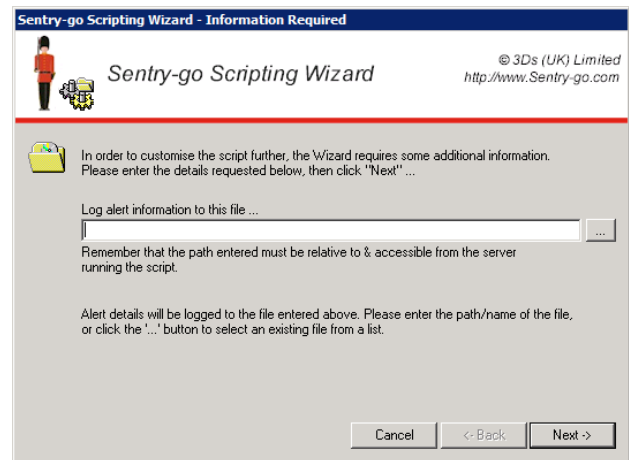 Sentry-go Scripting Wizard - Information Required
Sentry-go Scripting Wizard
© 3Ds (UK) Limited
http://www.Sentry-go.com
In order to customise the script further, the Wizard requires some additional information.
Please enter the details requested below, then click "Next" ...
Log alert information to this file ...
...
Remember that the path entered must be relative to & accessible from the server
running the script.
Alert details will be logged to the file entered above. Please enter the path/name of the file,
or click the '...' button to select an existing file from a list.
Cancel
<- Back
Next ->